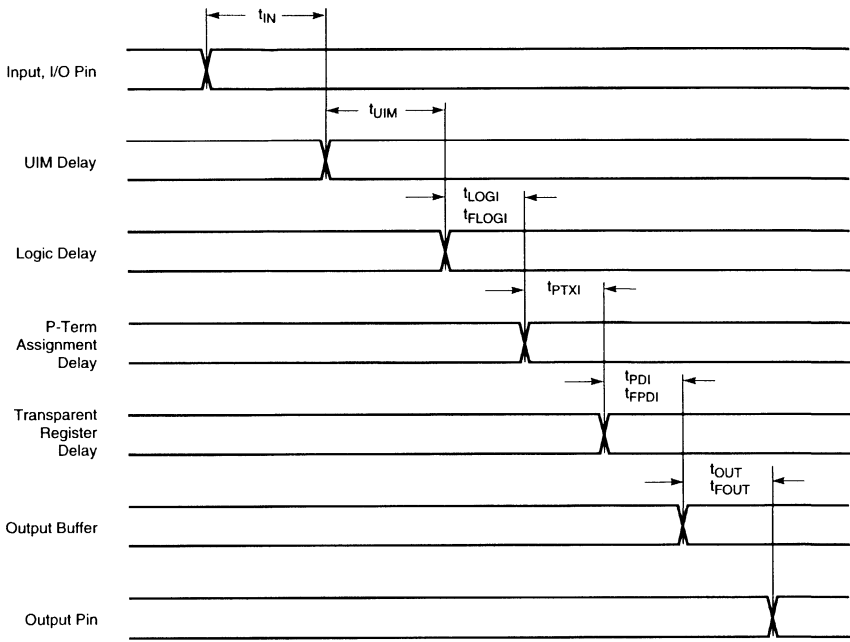 tIN
Input, I/O Pin
tUIM
UIM Delay
tLOGI
tFLOGI
Logic Delay
tPTXI
P-Term
Assignment
Delay
tPDI
tFPDI
Transparent
Register
Delay
tOUT
tFOUT
Output Buffer
Output Pin